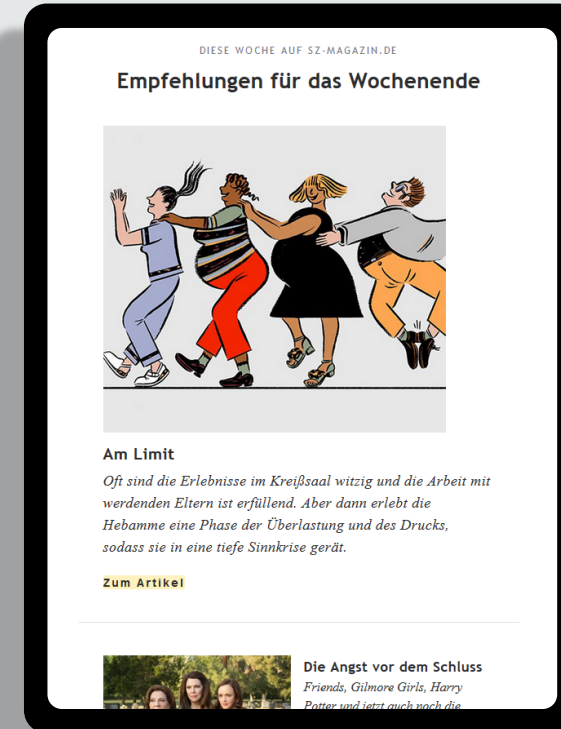 DIESE WOCHE AUF SZ-MAGAZIN.DE
Empfehlungen für das Wochenende
Am Limit
Oft sind die Erlebnisse im Kreißsaal witzig und die Arbeit mit
werdenden Eltern ist erfüllend. Aber dann erlebt die
Hebamme eine Phase der Überlastung und des Drucks,
sodass sie in eine tiefe Sinnkrise gerät.
Zum Artikel
Die Angst vor dem Schluss
Friends, Gilmore Girls, Harry
Potter und jetzt auch noch die